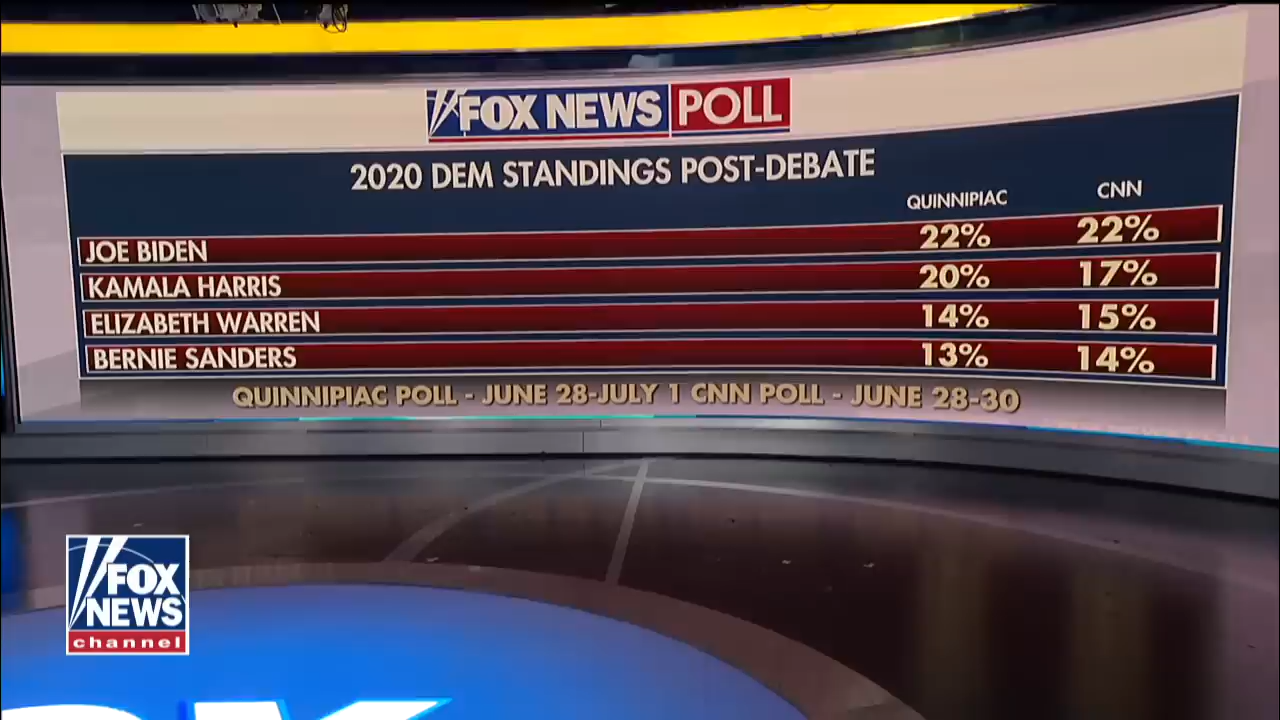 FOX NEWS POLL
2020 DEM STANDINGS POST-DEBATE
QUINNIPIAC CNN
JOE BIDEN 22% 22%
KAMALA HARRIS 20% 17%
ELIZABETH WARREN 14% 15%
BERNIE SANDERS 13% 14%
QUINNIPIAC POLL - JUNE 28-JULY 1 CNN POLL - JUNE 28-30
FOX
NEWS
channel